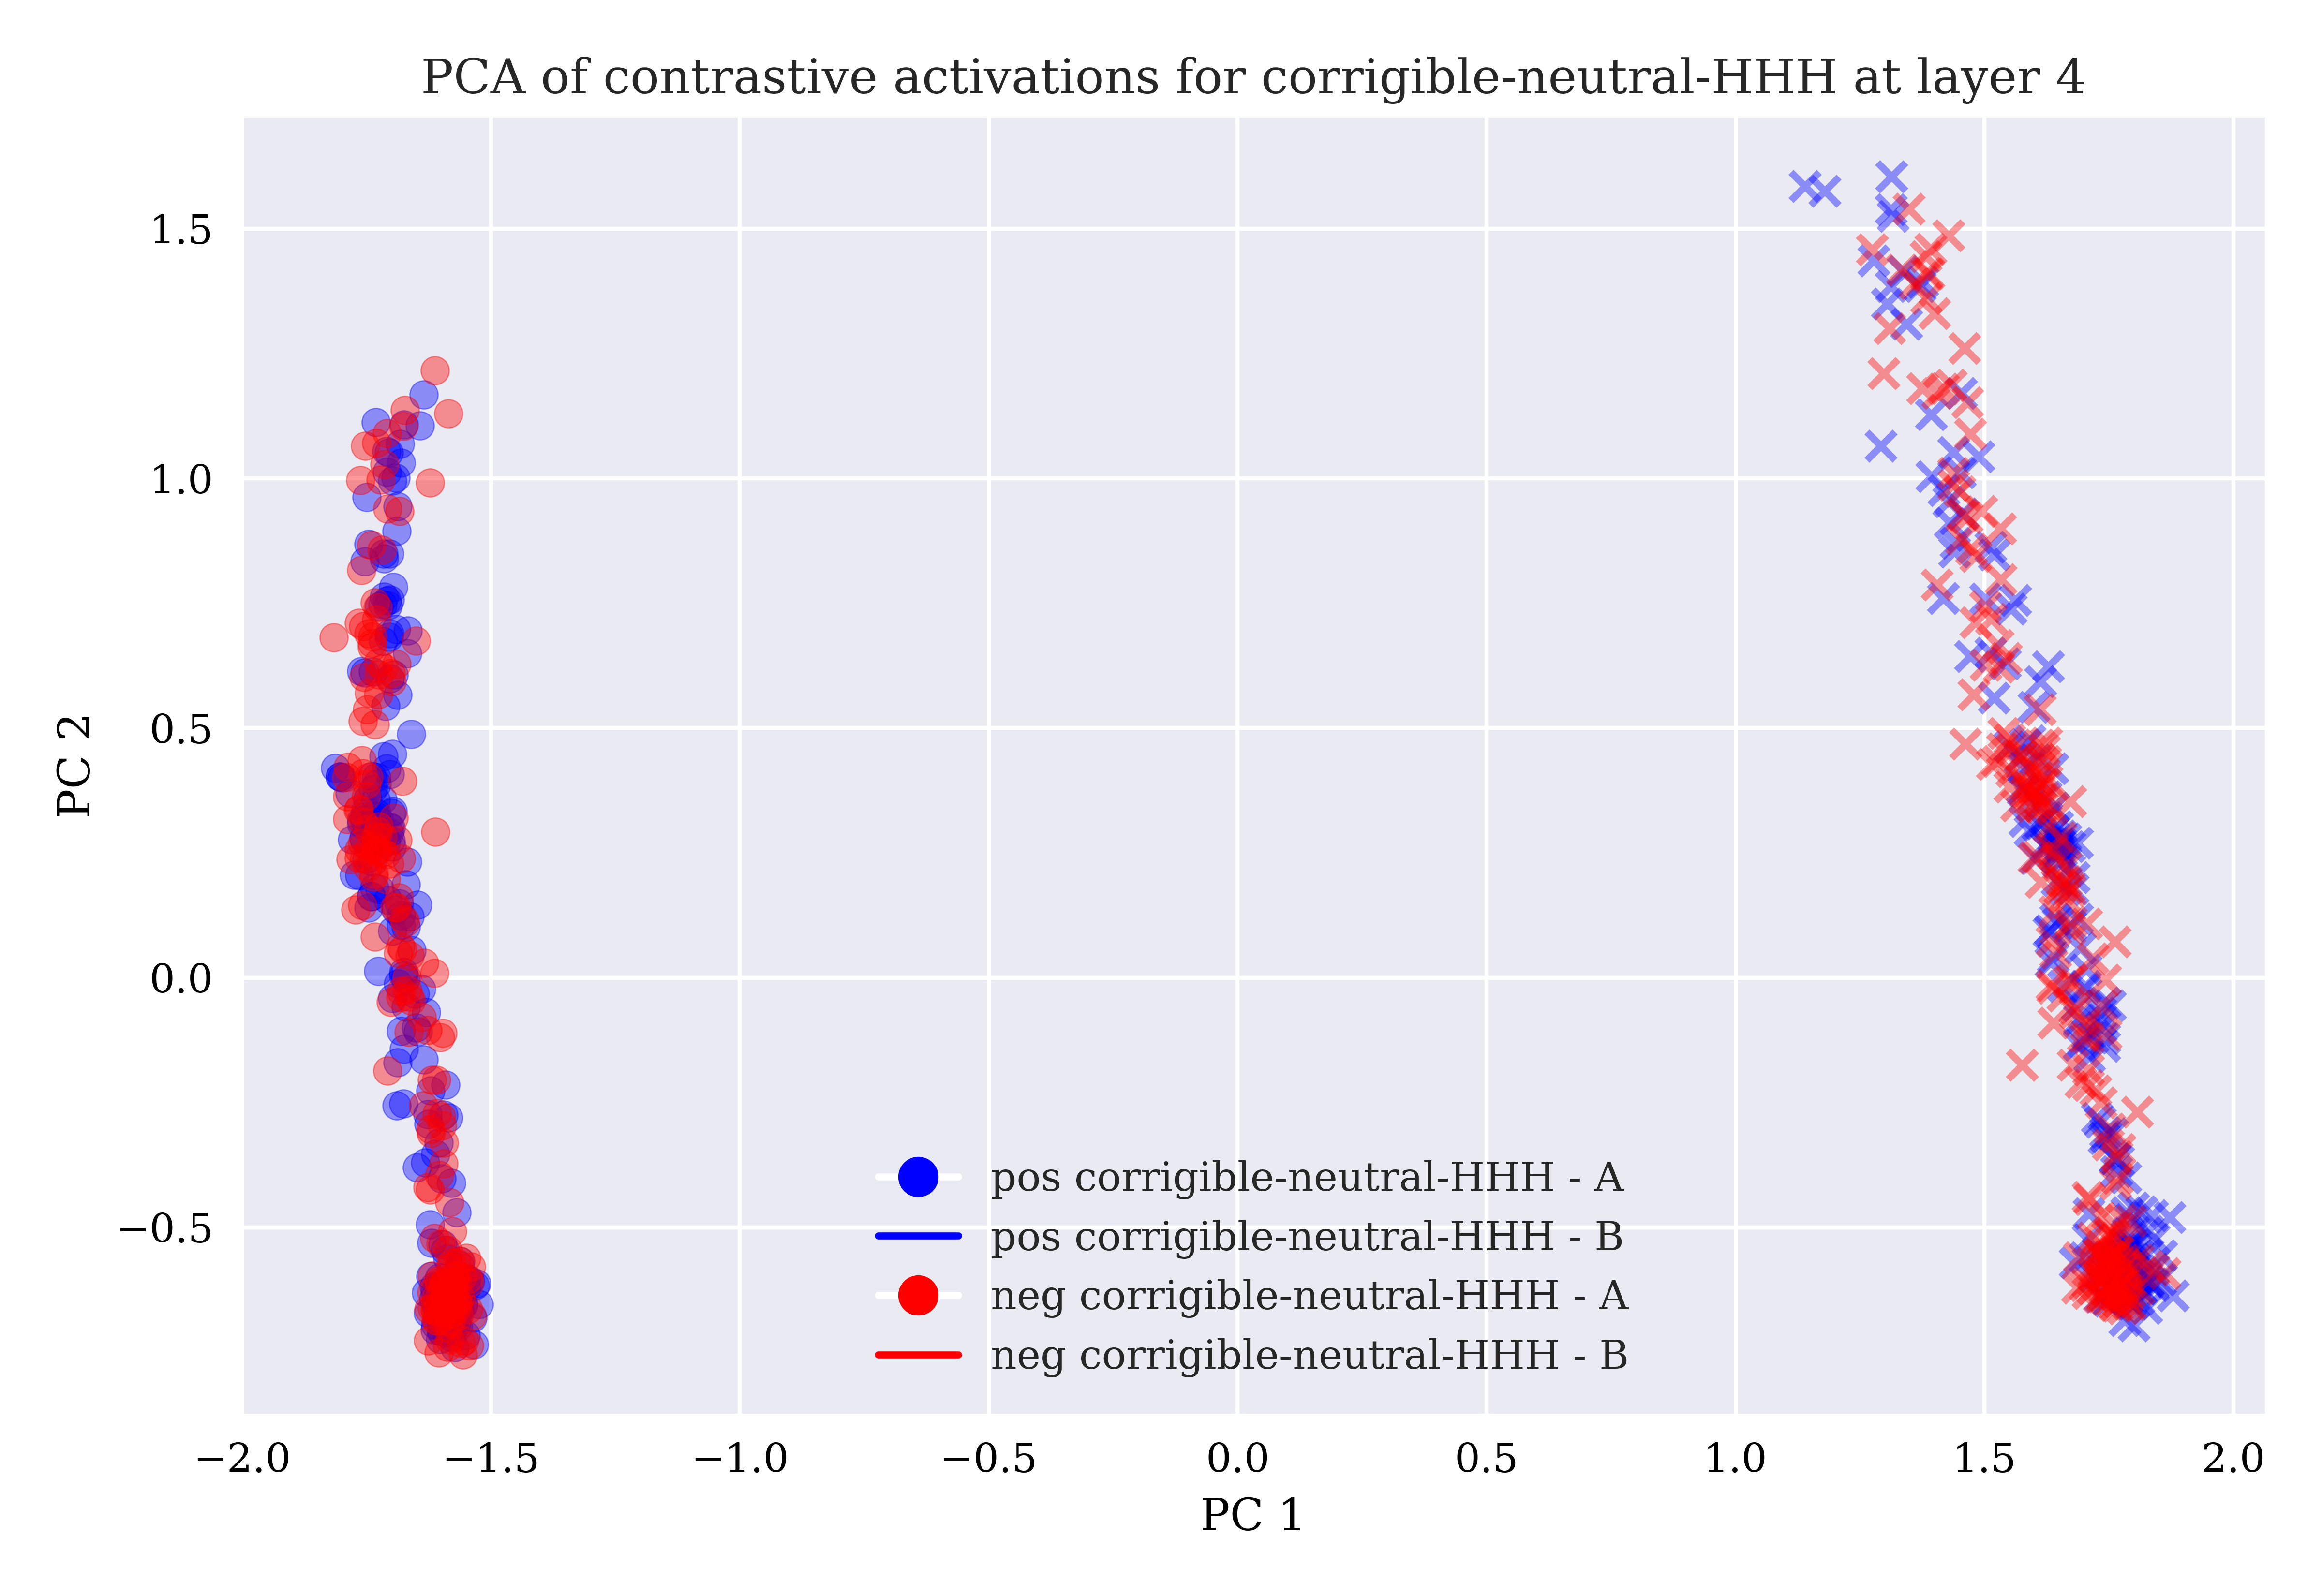 PCA of contrastive activations for corrigible-neutral-HHH at layer 4
PC 2
1.5
1.0
0.5
0.0
−0.5
pos corrigible-neutral-HHH - A
pos corrigible-neutral-HHH - B
neg corrigible-neutral-HHH - A
neg corrigible-neutral-HHH - B
−2.0 −1.5 −1.0 −0.5 0.0 0.5 1.0 1.5 2.0
PC 1